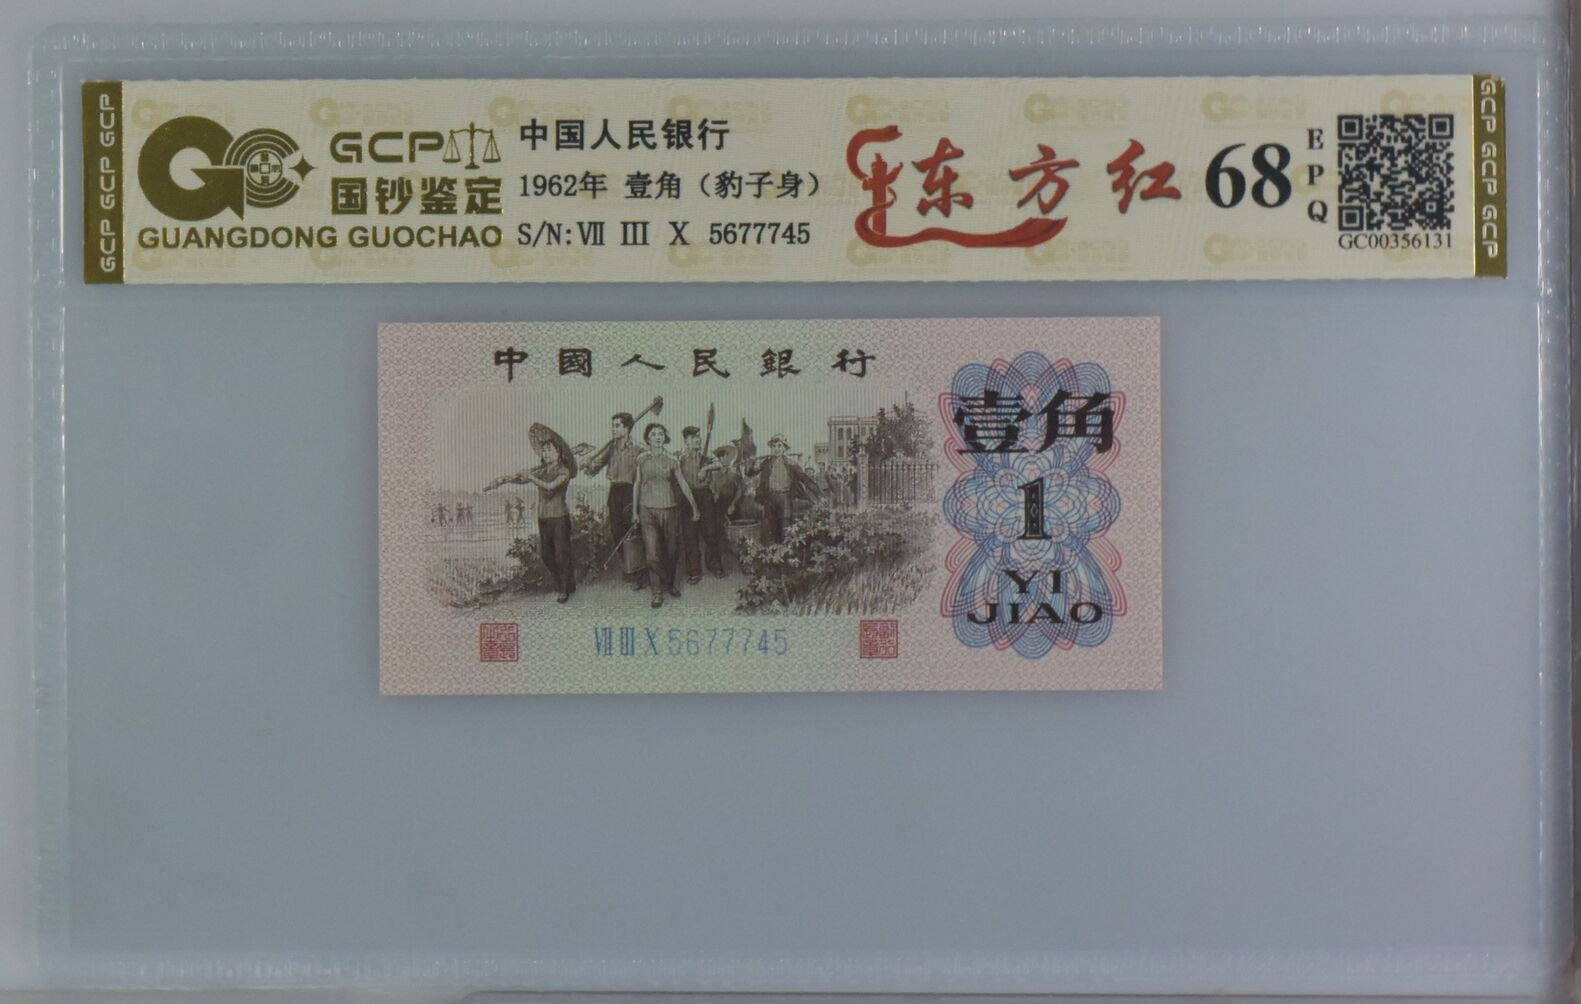 GCP GCP GCP
GCP
国钞鉴定
GUANGDONG GUOCHAO
中国人民银行
1962年 壹角（豹子身）
S/N:Ⅶ Ⅲ Ⅹ 5677745
东方红
68
EPQ
GC00356131
GCP GCP GCP
中國人民銀行
壹角
1
YI
JIAO
Ⅶ Ⅲ Ⅹ 5677745